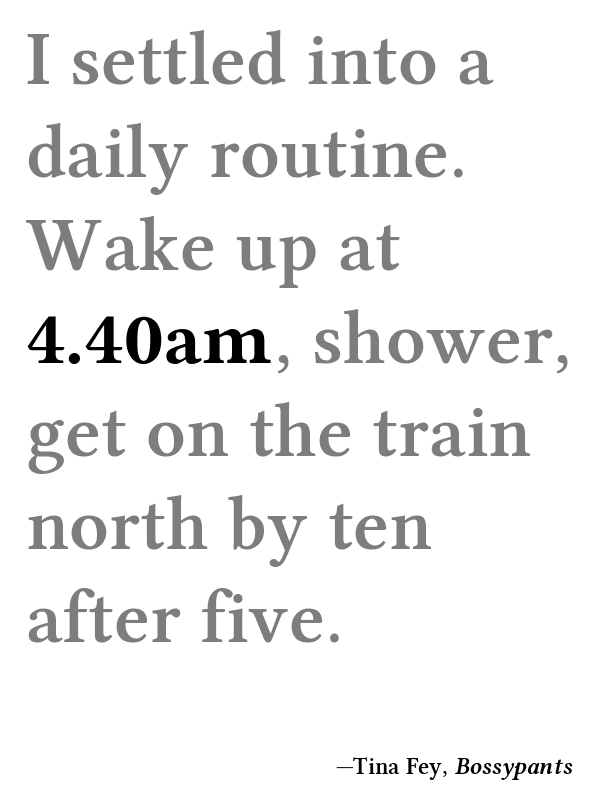 I settled into a
daily routine.
Wake up at
4.40am, shower,
get on the train
north by ten
after five.
—Tina Fey, Bossypants